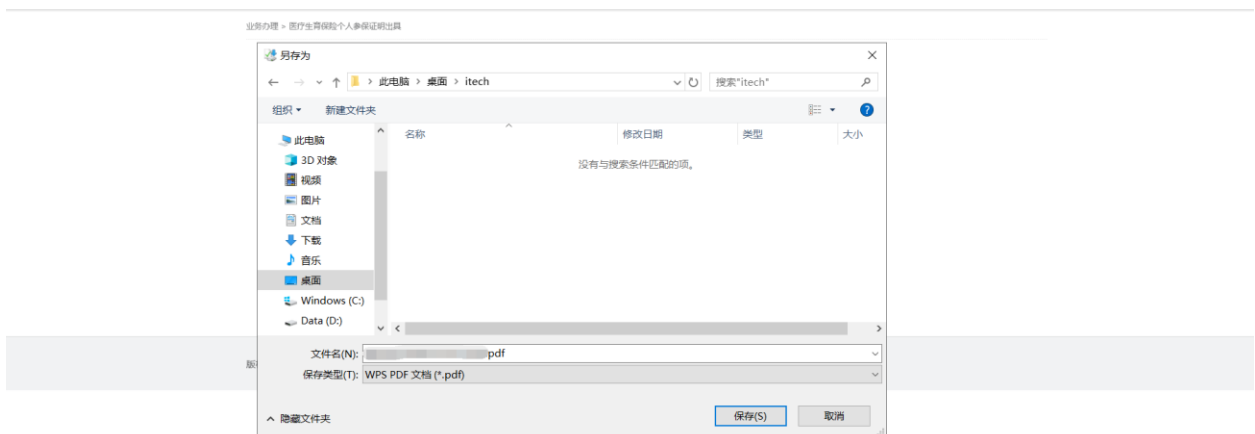 业务办理 > 医疗生育保险个人参保证明出具
另存为
此电脑 > 桌面 > itech
搜索"itech"
组织
新建文件夹
此电脑
名称
修改日期
类型
大小
没有与搜索条件匹配的项。
3D 对象
视频
图片
文档
下载
音乐
桌面
Windows (C:)
Data (D:)
文件名(N):
pdf
版
保存类型(T):
WPS PDF 文档 (*.pdf)
隐藏文件夹
保存(S)
取消